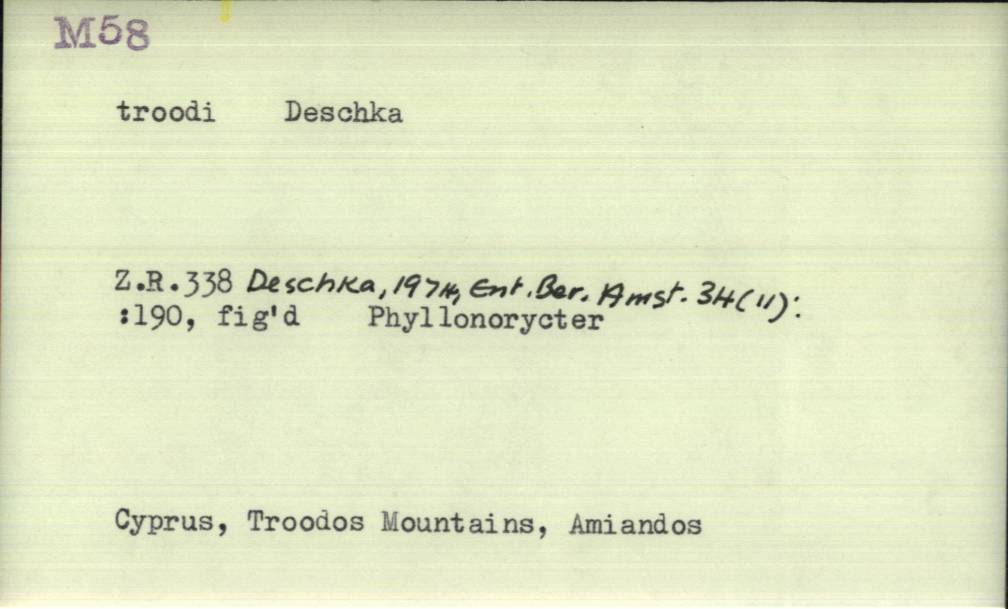 M58
troodi Deschka
Z.R.338 Deschka, 1974, Ent. Ber. Amst. 34(11):
:190, fig'd Phyllonorycter
Cyprus, Troodos Mountains, Amiandos